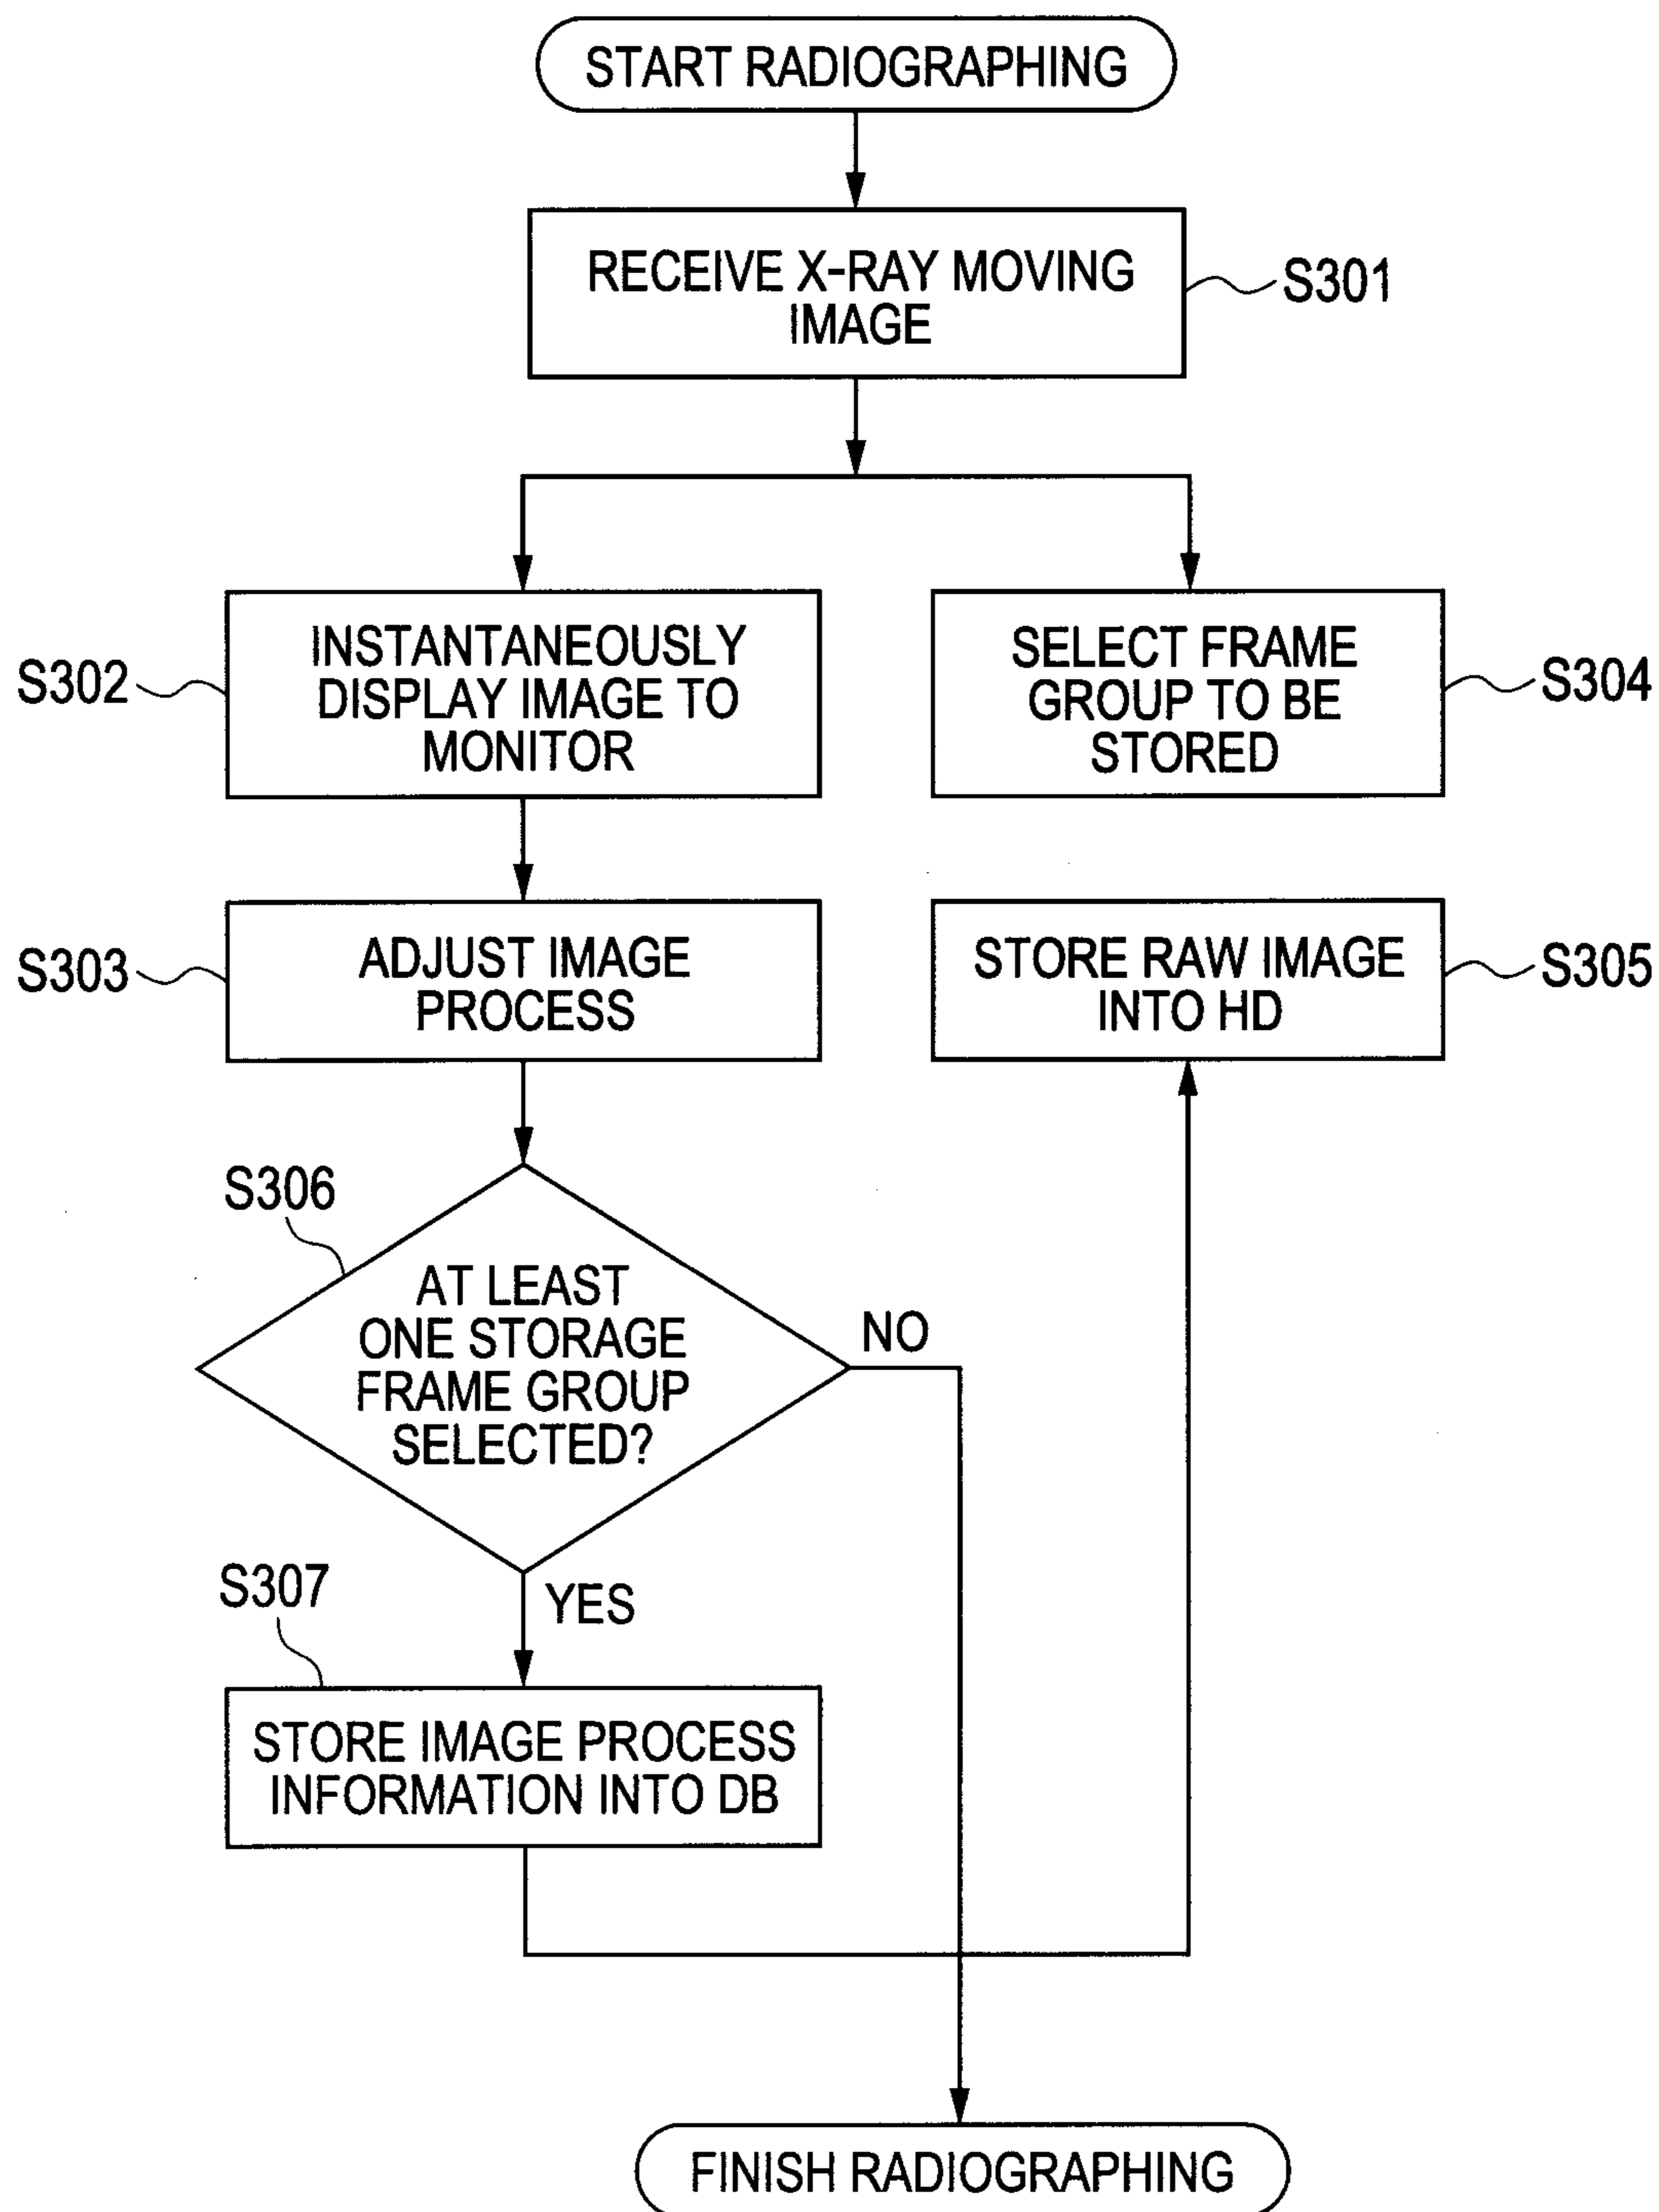 START RADIOGRAPHING
RECEIVE X-RAY MOVING
IMAGE
S301
S302
INSTANTANEOUSLY
DISPLAY IMAGE TO
MONITOR
SELECT FRAME
GROUP TO BE
STORED
S304
S303
ADJUST IMAGE
PROCESS
STORE RAW IMAGE
INTO HD
S305
S306
AT LEAST
ONE STORAGE
FRAME GROUP
SELECTED?
NO
YES
S307
STORE IMAGE PROCESS
INFORMATION INTO DB
FINISH RADIOGRAPHING